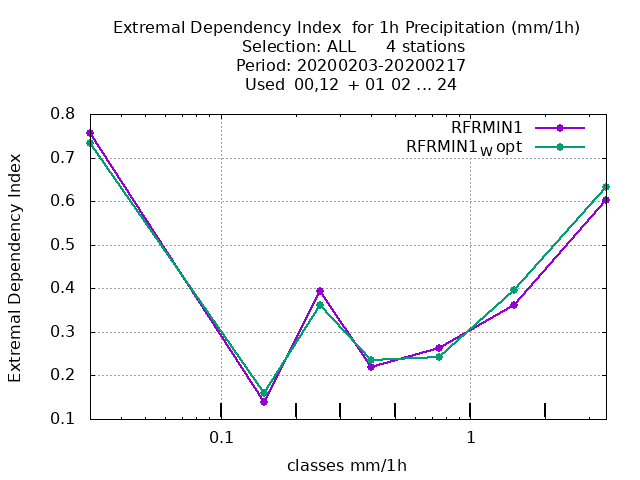 Extremal Dependency Index  for 1h Precipitation (mm/1h)
Selection: ALL      4 stations
Period: 20200203-20200217
Used  00,12  + 01 02 ... 24
0.8
0.7
0.6
0.5
0.4
0.3
0.2
0.1
Extremal Dependency Index
RFRMIN1
RFRMIN1W opt
0.1
1
classes mm/1h